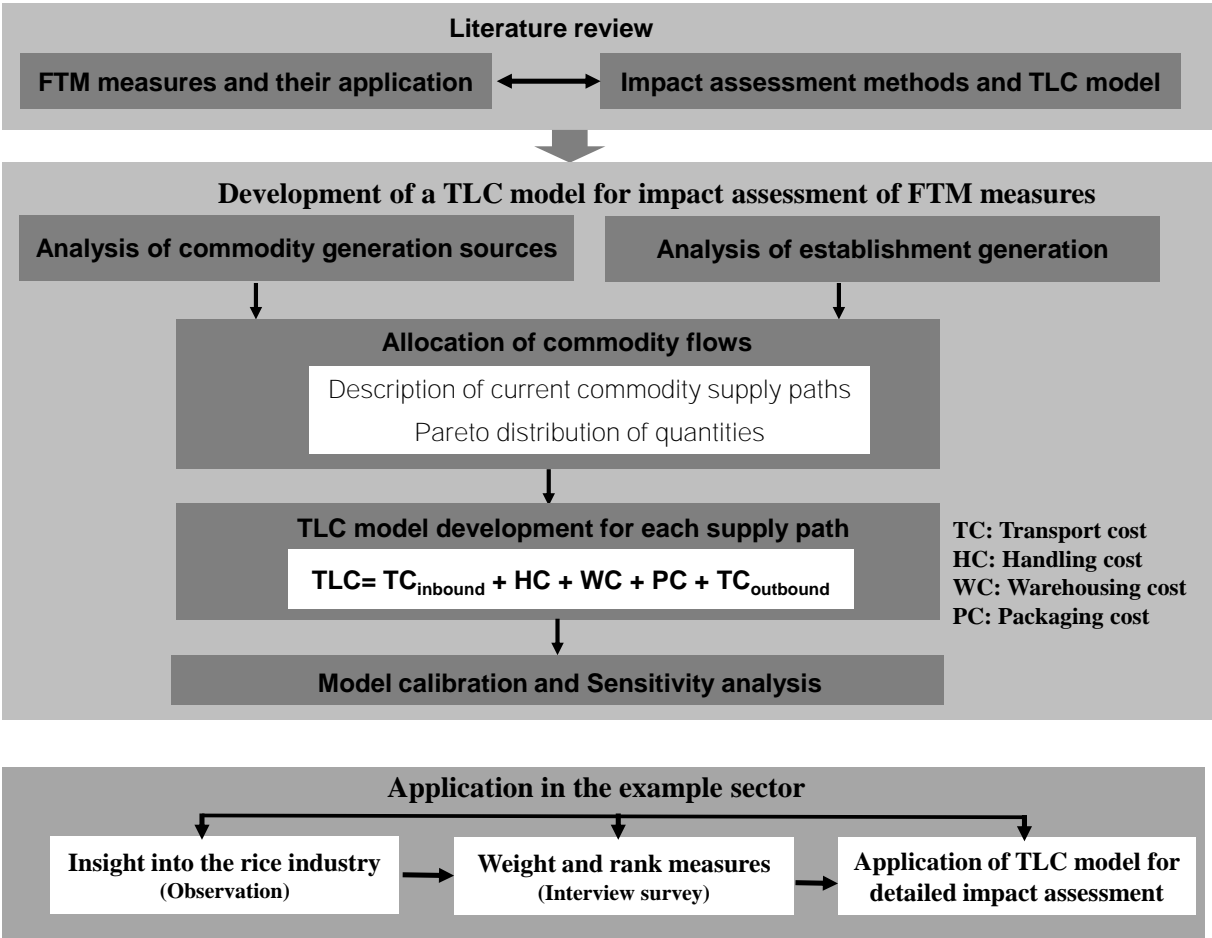 Literature review
FTM measures and their application
Impact assessment methods and TLC model
Development of a TLC model for impact assessment of FTM measures
Analysis of commodity generation sources
Analysis of establishment generation
Allocation of commodity flows
Description of current commodity supply paths
Pareto distribution of quantities
TLC model development for each supply path
TLC= TCinbound + HC + WC + PC + TCoutbound
TC: Transport cost
HC: Handling cost
WC: Warehousing cost
PC: Packaging cost
Model calibration and Sensitivity analysis
Application in the example sector
Insight into the rice industry
(Observation)
Weight and rank measures
(Interview survey)
Application of TLC model for
detailed impact assessment